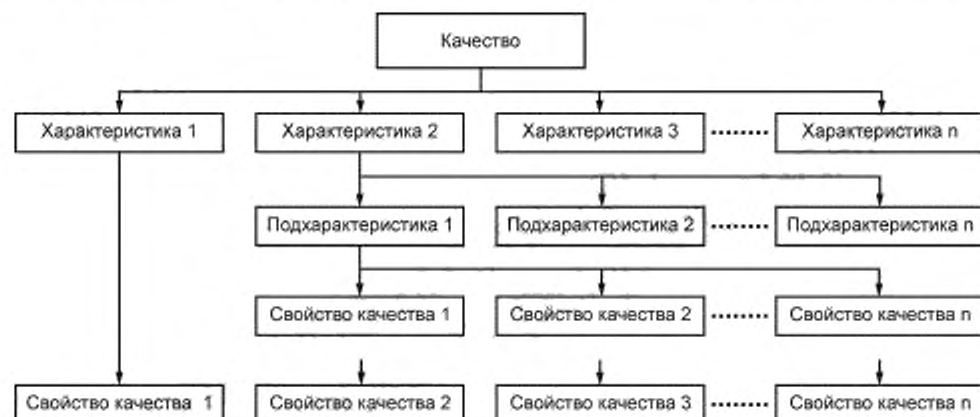 Качество
Характеристика 1
Характеристика 2
Характеристика 3
Характеристика n
Подхарактеристика 1
Подхарактеристика 2
Подхарактеристика n
Свойство качества 1
Свойство качества 2
Свойство качества n
Свойство качества 1
Свойство качества 2
Свойство качества 3
Свойство качества n